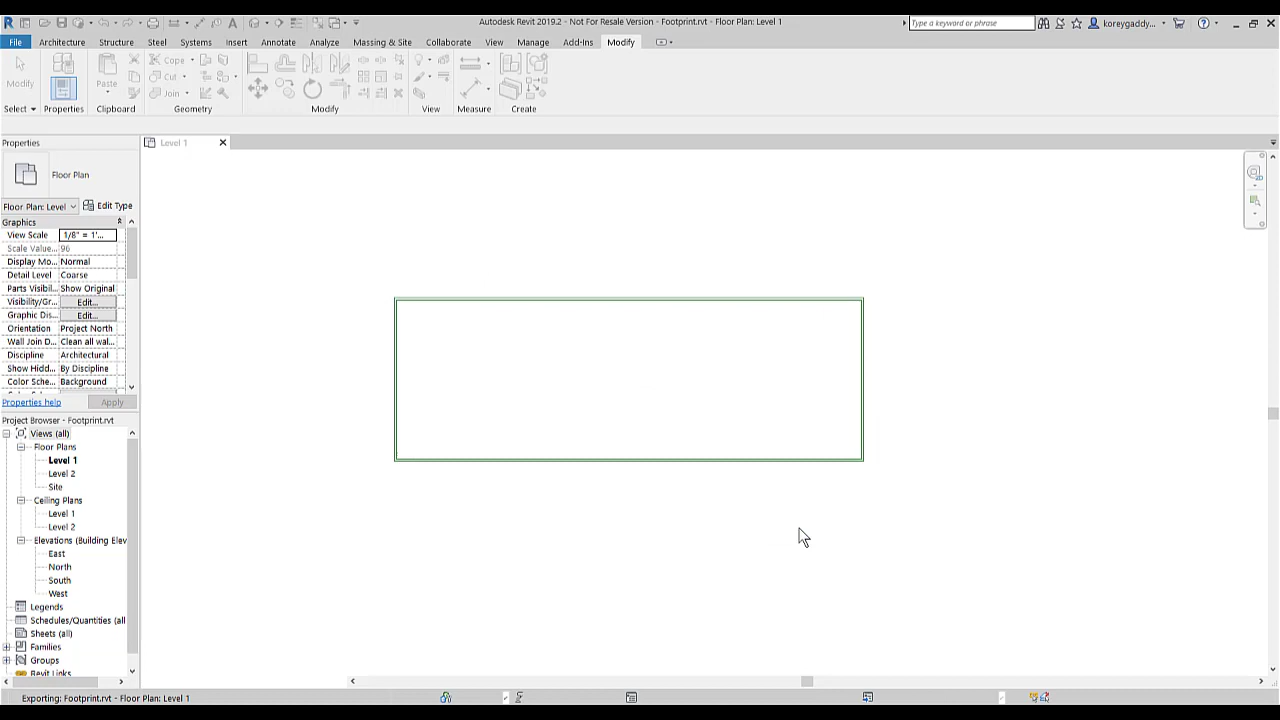 Autodesk Revit 2019.2 - Not For Resale Version - Footprint.rvt - Floor Plan: Level 1
Type a keyword or phrase
koreygaddy...
File Architecture Structure Steel Systems Insert Annotate Analyze Massing & Site Collaborate View Manage Add-Ins Modify
Modify
Paste
Cope
Cut
Join
Select Properties Clipboard Geometry Modify View Measure Create
Properties
Level 1
Floor Plan
Floor Plan: Level
Edit Type
Graphics
View Scale 1/8" = 1'...
Scale Value... 96
Display Mo... Normal
Detail Level Coarse
Parts Visibil... Show Original
Visibility/Gr... Edit...
Graphic Dis... Edit...
Orientation Project North
Wall Join D... Clean all wal...
Discipline Architectural
Show Hidd... By Discipline
Color Sche... Background
Properties help
Apply
Project Browser - Footprint.rvt
Views (all)
Floor Plans
Level 1
Level 2
Site
Ceiling Plans
Level 1
Level 2
Elevations (Building Elev
East
North
South
West
Legends
Schedules/Quantities (all
Sheets (all)
Families
Groups
Revit Links
Exporting: Footprint.rvt - Floor Plan: Level 1